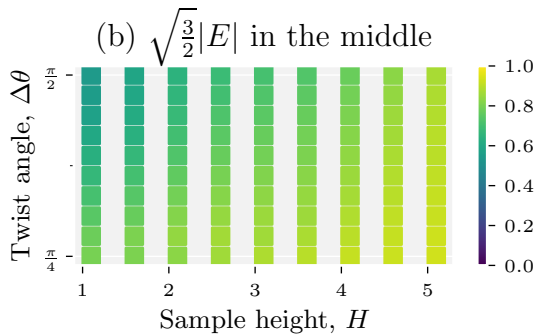 (b) √3/2|E| in the middle
Twist angle, Δθ
π/2
π/4
1 2 3 4 5
Sample height, H
1.0
0.8
0.6
0.4
0.2
0.0